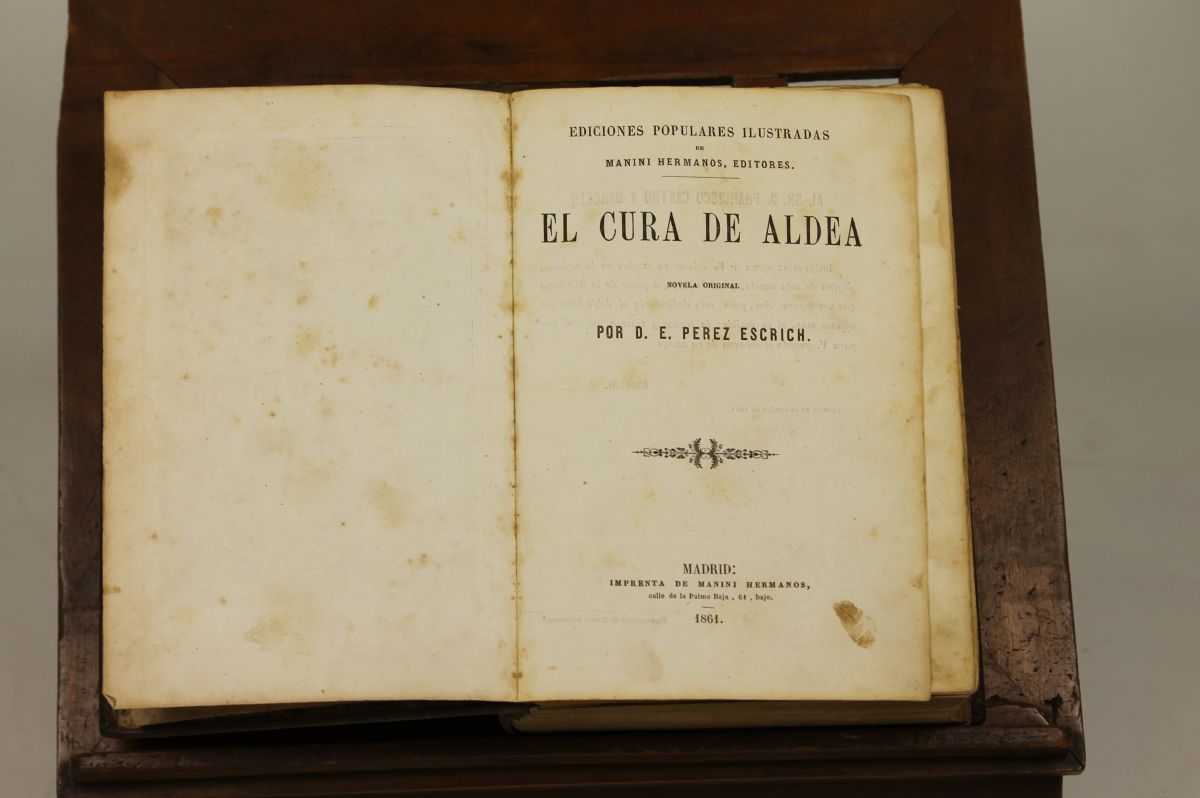 EDICIONES POPULARES ILUSTRADAS
DE
MANINI HERMANOS, EDITORES.
EL CURA DE ALDEA
NOVELA ORIGINAL
POR D. E. PEREZ ESCRICH.
MADRID:
IMPRENTA DE MANINI HERMANOS,
calle de la Palma Baja, 61, bajo.
1861.